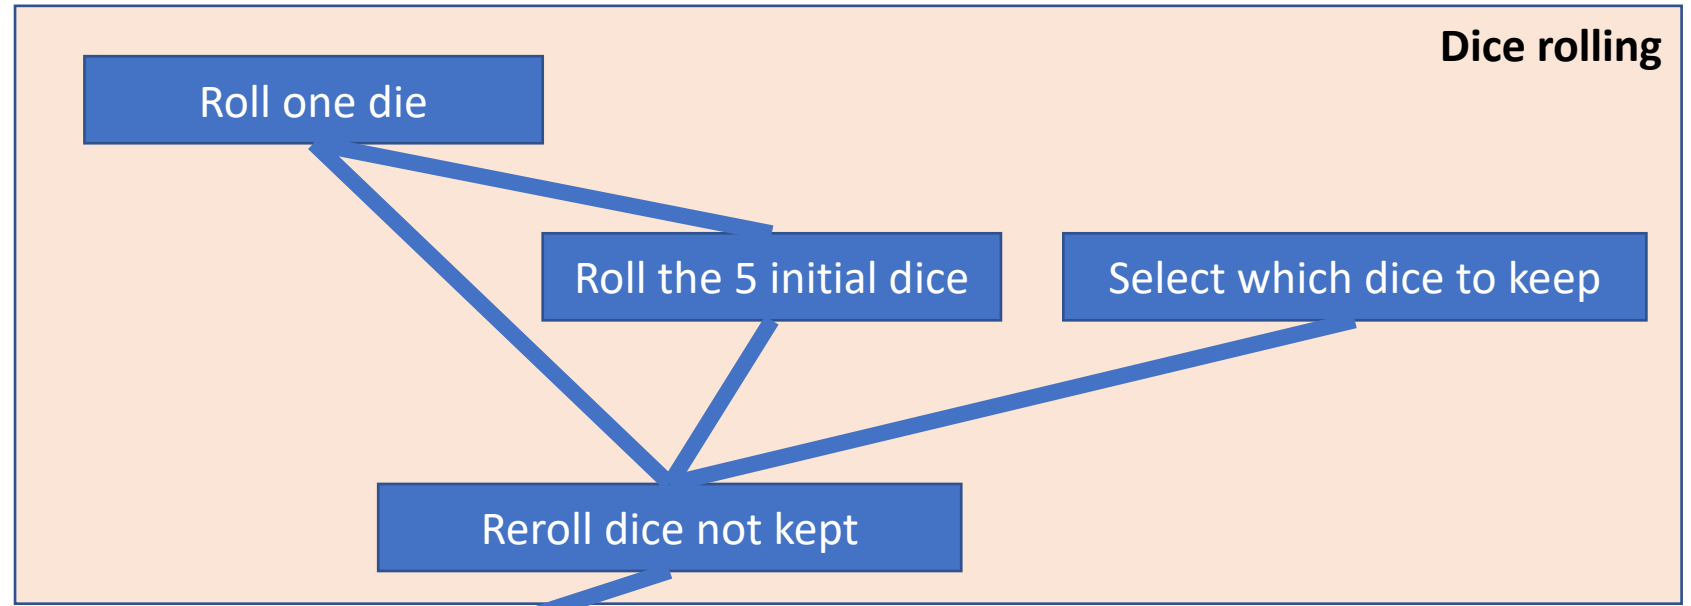 Dice rolling
Roll one die
Roll the 5 initial dice
Select which dice to keep
Reroll dice not kept